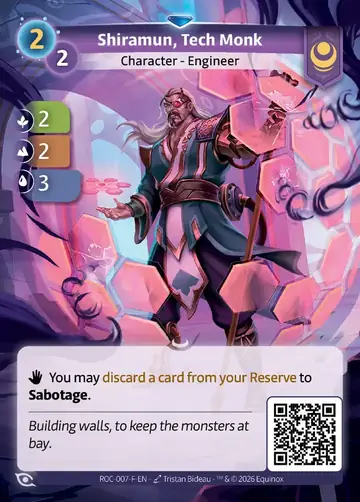 2
Shiramun, Tech Monk
2
Character - Engineer
2
2
3
You may discard a card from your Reserve to
Sabotage.
Building walls, to keep the monsters at
bay.
ROC-007-F-EN - Tristan Bideau - ™ & © 2026 Equinox